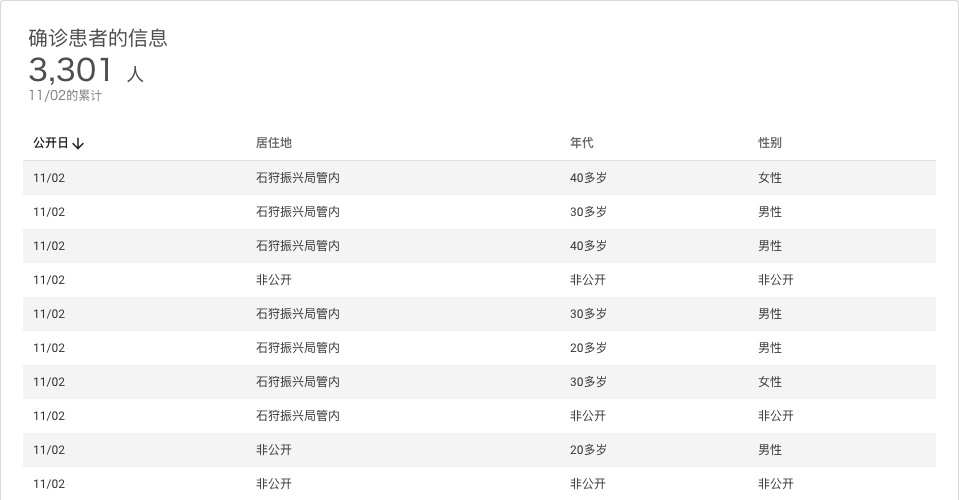 确诊患者的信息
3,301 人
11/02的累计
公开日 居住地 年代 性别
11/02 石狩振兴局管内 40多岁 女性
11/02 石狩振兴局管内 30多岁 男性
11/02 石狩振兴局管内 40多岁 男性
11/02 非公开 非公开 非公开
11/02 石狩振兴局管内 30多岁 男性
11/02 石狩振兴局管内 20多岁 男性
11/02 石狩振兴局管内 30多岁 女性
11/02 石狩振兴局管内 非公开 非公开
11/02 非公开 20多岁 男性
11/02 非公开 非公开 非公开